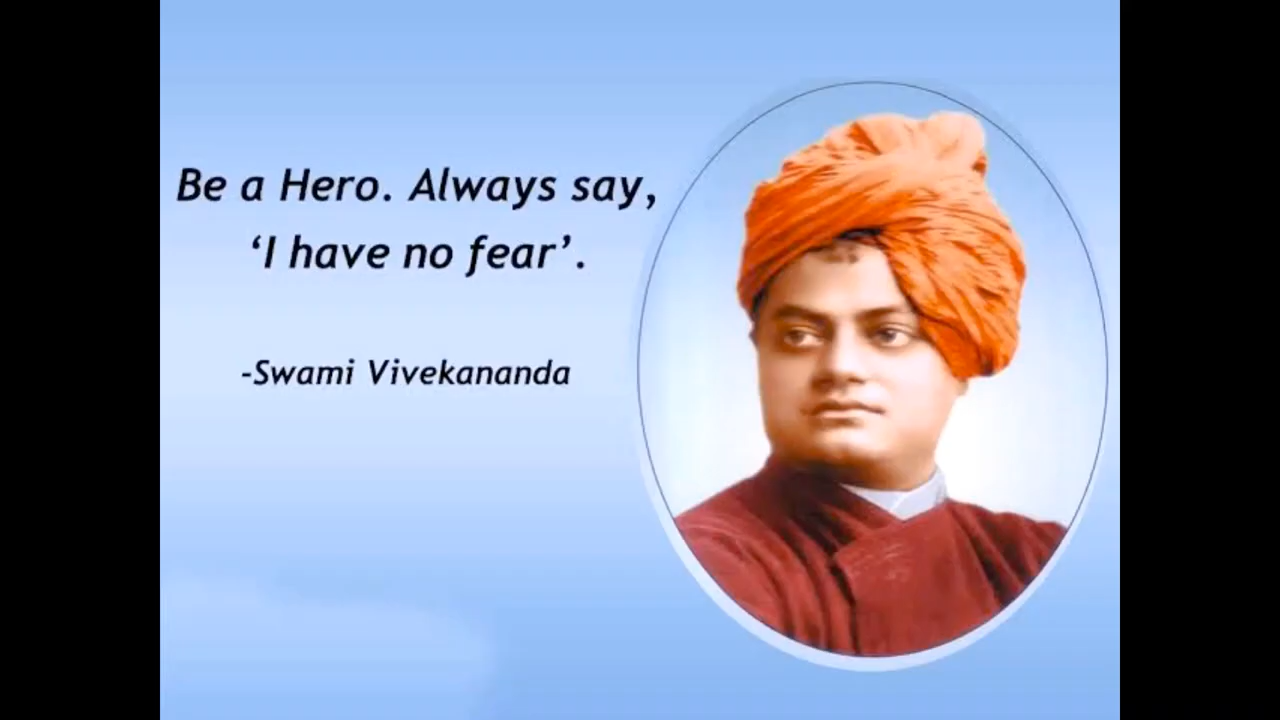 Be a Hero. Always say,
‘I have no fear’.
-Swami Vivekananda